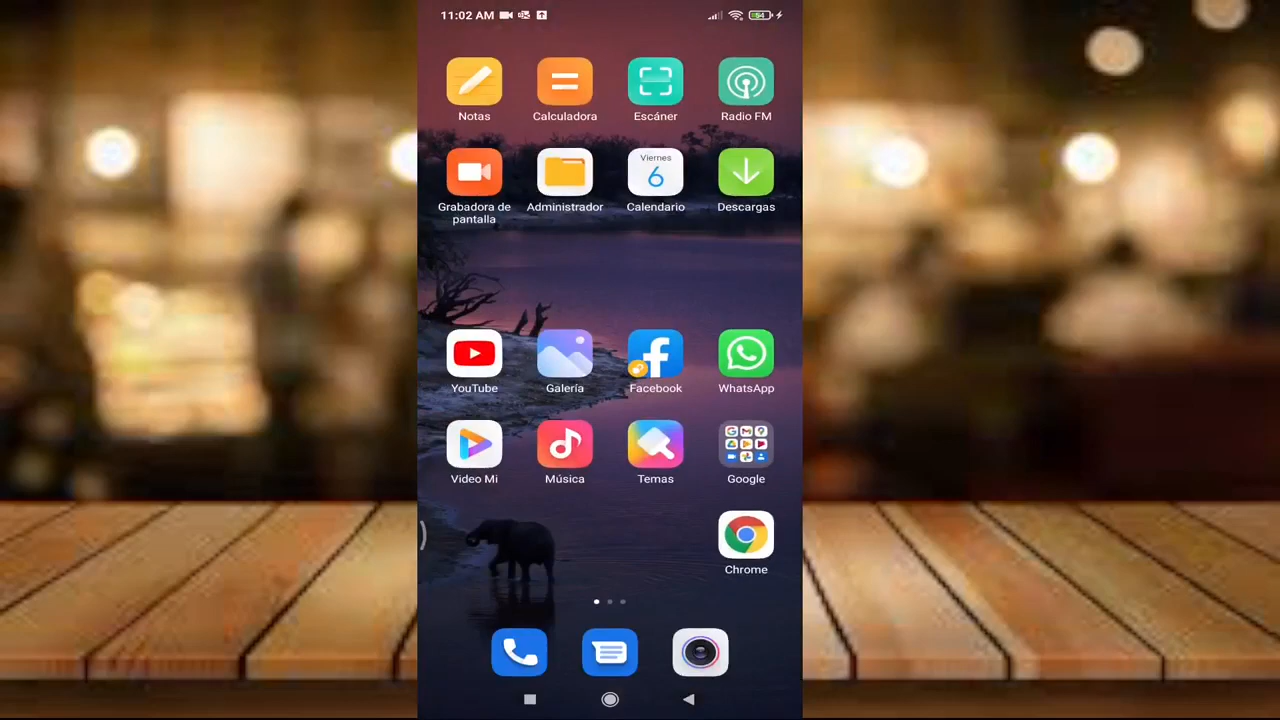 11:02 AM
54
Notas
Calculadora
Escáner
Radio FM
Viernes
6
Grabadora de
pantalla
Administrador
Calendario
Descargas
YouTube
Galería
Facebook
WhatsApp
Video Mi
Música
Temas
Google
Chrome